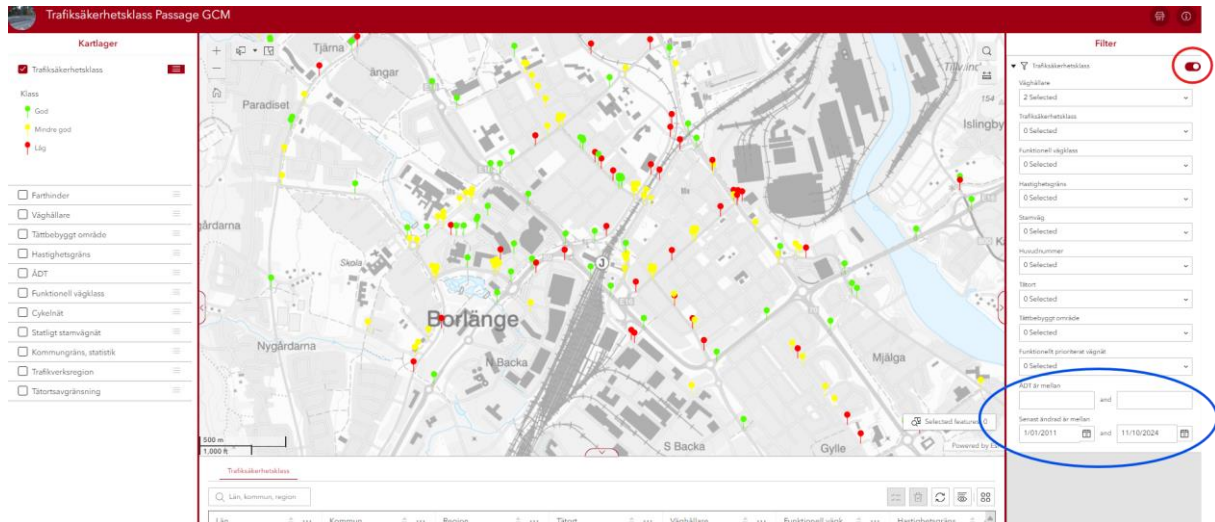 Trafiksäkerhetsklass Passage GCM
Kartlager
Trafiksäkerhetsklass
Klass
God
Mindre god
Låg
Farthinder
Väghållare
Tättbebyggt område
Hastighetsgräns
ÅDT
Funktionell vägklass
Cykelnät
Statligt stamvägnät
Kommungräns, statistik
Trafikverksregion
Tätortsavgränsning
Tjärna
ängar
Paradiset
Islingby
154
Skola
J
Borlänge
Nygårdarna
N Backa
Mjälga
S Backa
Gylle
500 m
1,000 ft
Selected features: 0
Powered by
Trafiksäkerhetsklass
Län, kommun, region
Län Kommun Region Tätort Väghållare Funktionell vägk Hastighetsgräns
Filter
Trafiksäkerhetsklass
Väghållare
2 Selected
Trafiksäkerhetsklass
0 Selected
Funktionell vägklass
0 Selected
Hastighetsgräns
0 Selected
Stamväg
0 Selected
Huvudnummer
0 Selected
Tätort
0 Selected
Tättbebyggt område
0 Selected
Funktionellt prioriterat vägnät
0 Selected
ÅDT är mellan
and
Senast ändrad är mellan
1/01/2011 and 11/10/2024